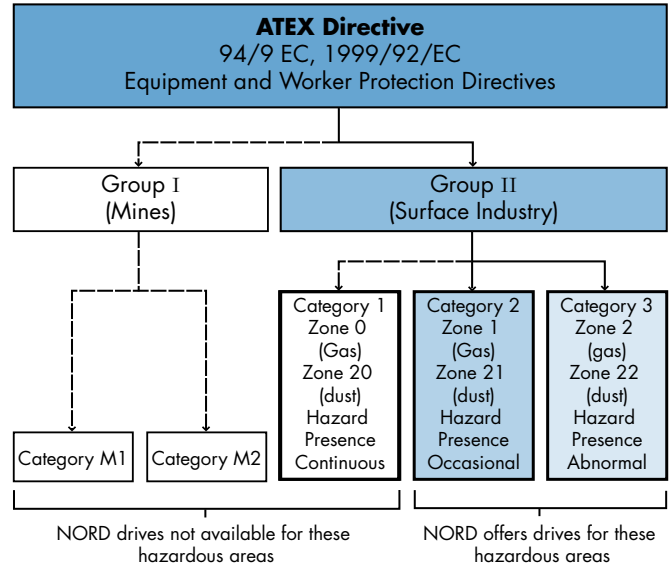 ATEX Directive
94/9 EC, 1999/92/EC
Equipment and Worker Protection Directives
Group I
(Mines)
Group II
(Surface Industry)
Category M1
Category M2
Category 1
Zone 0
(Gas)
Zone 20
(dust)
Hazard
Presence
Continuous
Category 2
Zone 1
(Gas)
Zone 21
(dust)
Hazard
Presence
Occasional
Category 3
Zone 2
(gas)
Zone 22
(dust)
Hazard
Presence
Abnormal
NORD drives not available for these
hazardous areas
NORD offers drives for these
hazardous areas